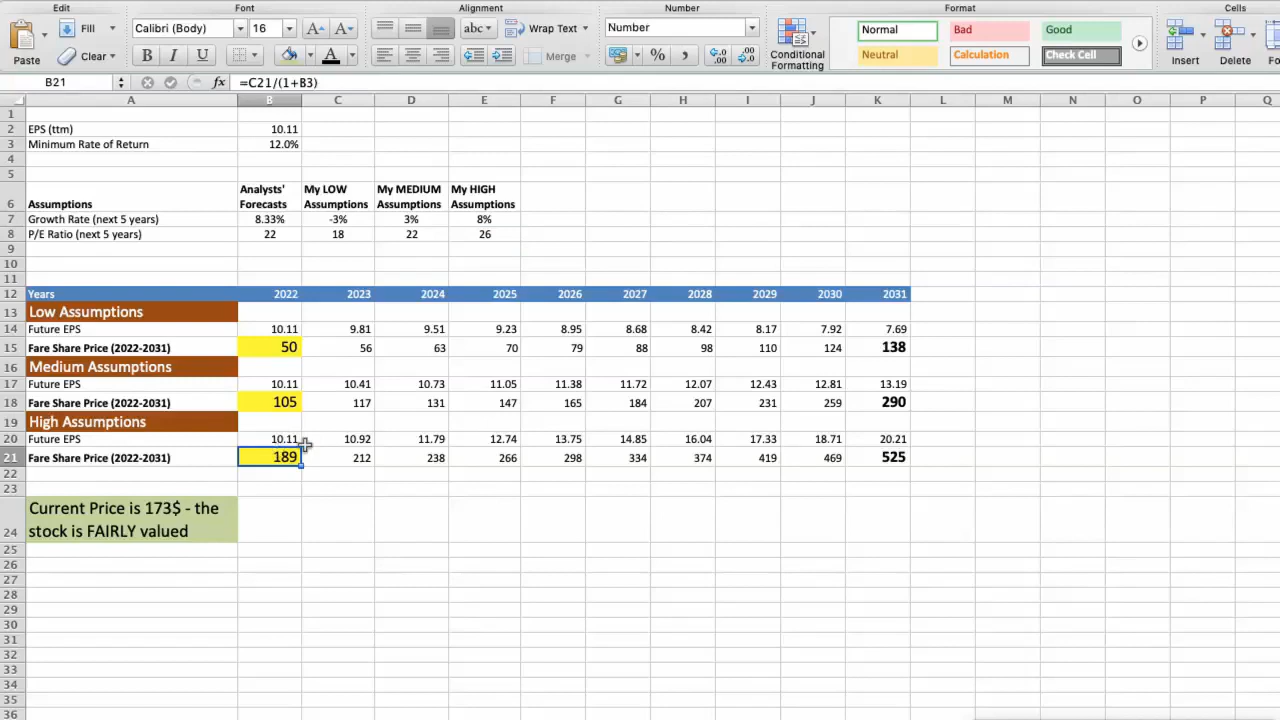 Edit Font Alignment Number Format Cells
Fill Calibri (Body) 16 A A abc Wrap Text Number Normal Bad Good
Paste Clear B I U A Merge % , .0 .00 .00 .0 Conditional Formatting Neutral Calculation Check Cell Insert Delete
B21 fx =C21/(1+B3)
A B C D E F G H I J K L M N O P Q
1
2 EPS (ttm) 10.11
3 Minimum Rate of Return 12.0%
4
5
Analysts' My LOW My MEDIUM My HIGH
6 Assumptions Forecasts Assumptions Assumptions Assumptions
7 Growth Rate (next 5 years) 8.33% -3% 3% 8%
8 P/E Ratio (next 5 years) 22 18 22 26
9
10
11
12 Years 2022 2023 2024 2025 2026 2027 2028 2029 2030 2031
13 Low Assumptions
14 Future EPS 10.11 9.81 9.51 9.23 8.95 8.68 8.42 8.17 7.92 7.69
15 Fare Share Price (2022-2031) 50 56 63 70 79 88 98 110 124 138
16 Medium Assumptions
17 Future EPS 10.11 10.41 10.73 11.05 11.38 11.72 12.07 12.43 12.81 13.19
18 Fare Share Price (2022-2031) 105 117 131 147 165 184 207 231 259 290
19 High Assumptions
20 Future EPS 10.11 10.92 11.79 12.74 13.75 14.85 16.04 17.33 18.71 20.21
21 Fare Share Price (2022-2031) 189 212 238 266 298 334 374 419 469 525
22
23
Current Price is 173$ - the
24 stock is FAIRLY valued
25
26
27
28
29
30
31
32
33
34
35
36